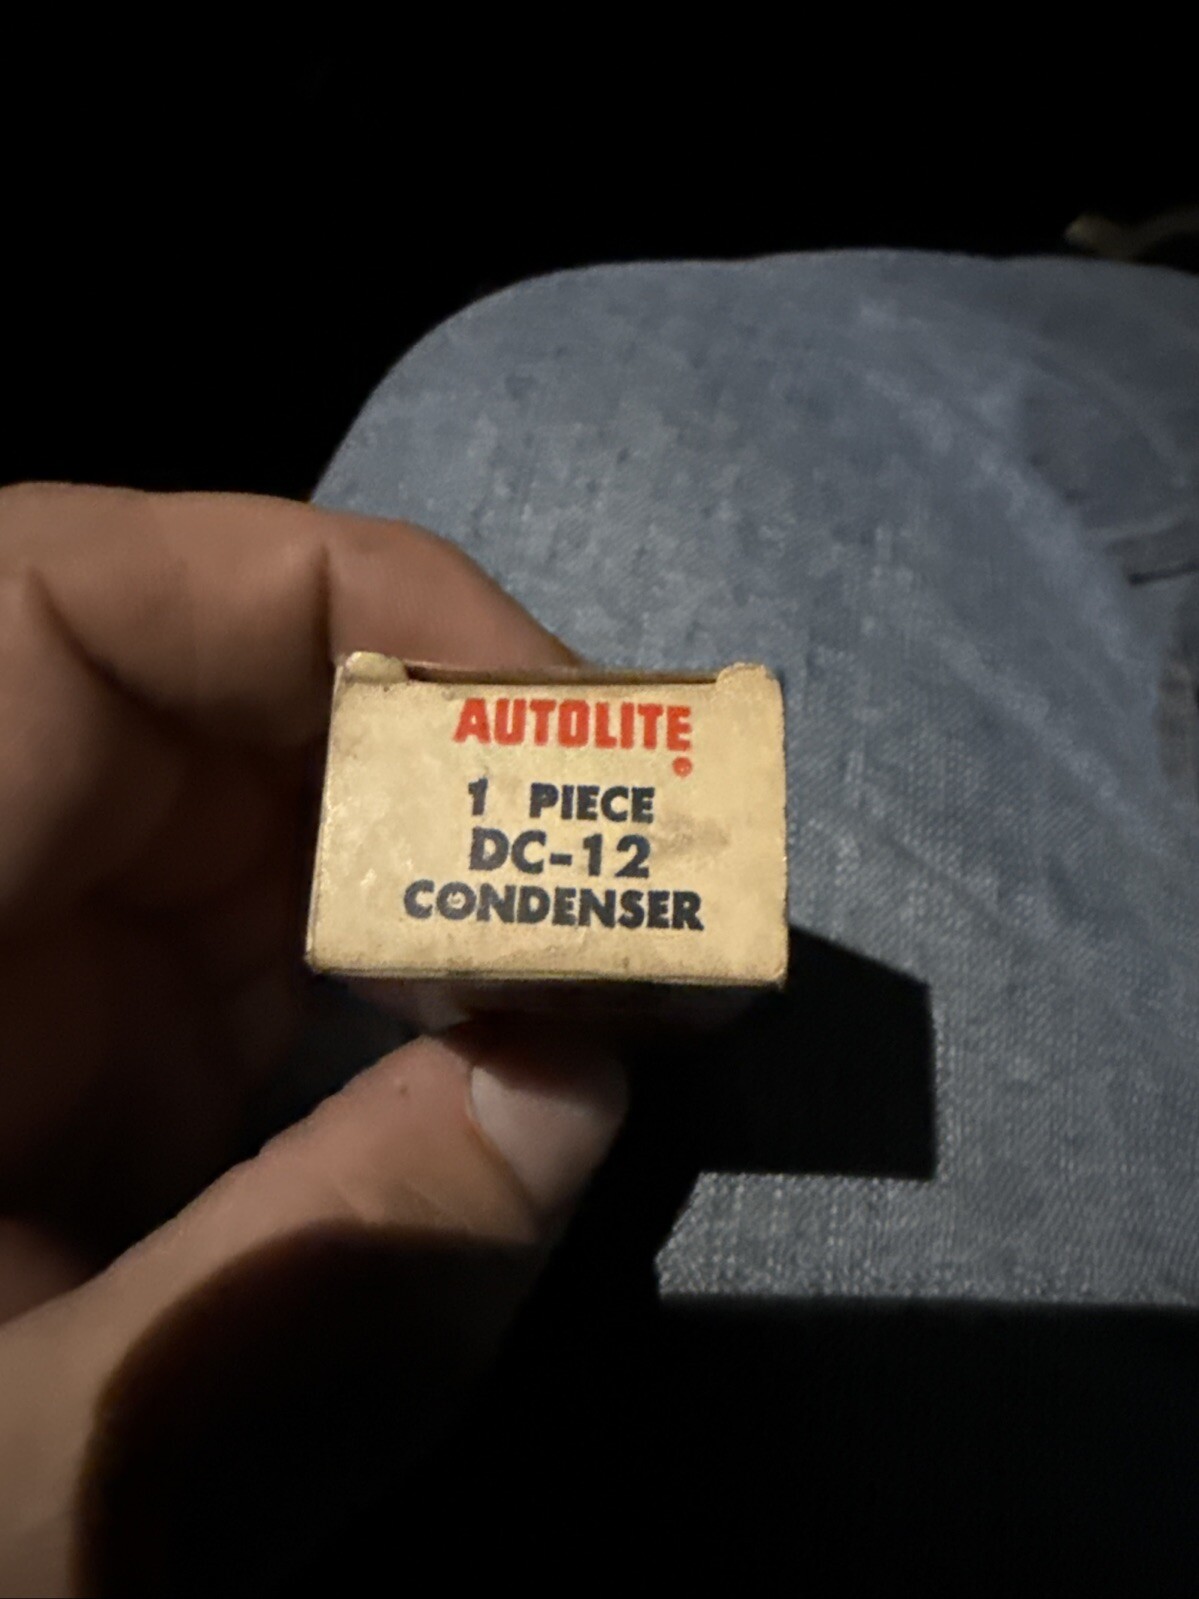 AUTOLITE
1 PIECE
DC-12
CONDENSER